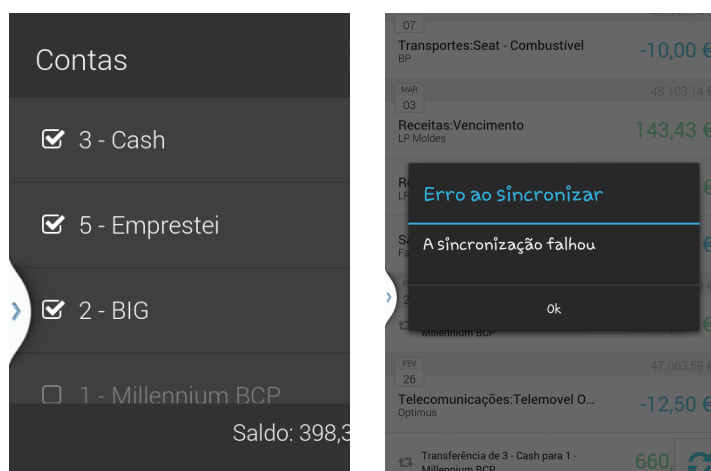 Contas
3 - Cash
5 - Emprestei
2 - BIG
1 - Millennium BCP
Saldo: 398,3
07
Transportes:Seat - Combustível
-10,00 €
BP
MAR
48.103,14 €
03
Receitas:Vencimento
143,43 €
LP Moldes
Erro ao sincronizar
A sincronização falhou
Ok
Millennium BCP
FEV
47.063,59 €
26
Telecomunicações:Telemovel O...
-12,50 €
Optimus
Transferência de 3 - Cash para 1 -
660,
Millennium BCP